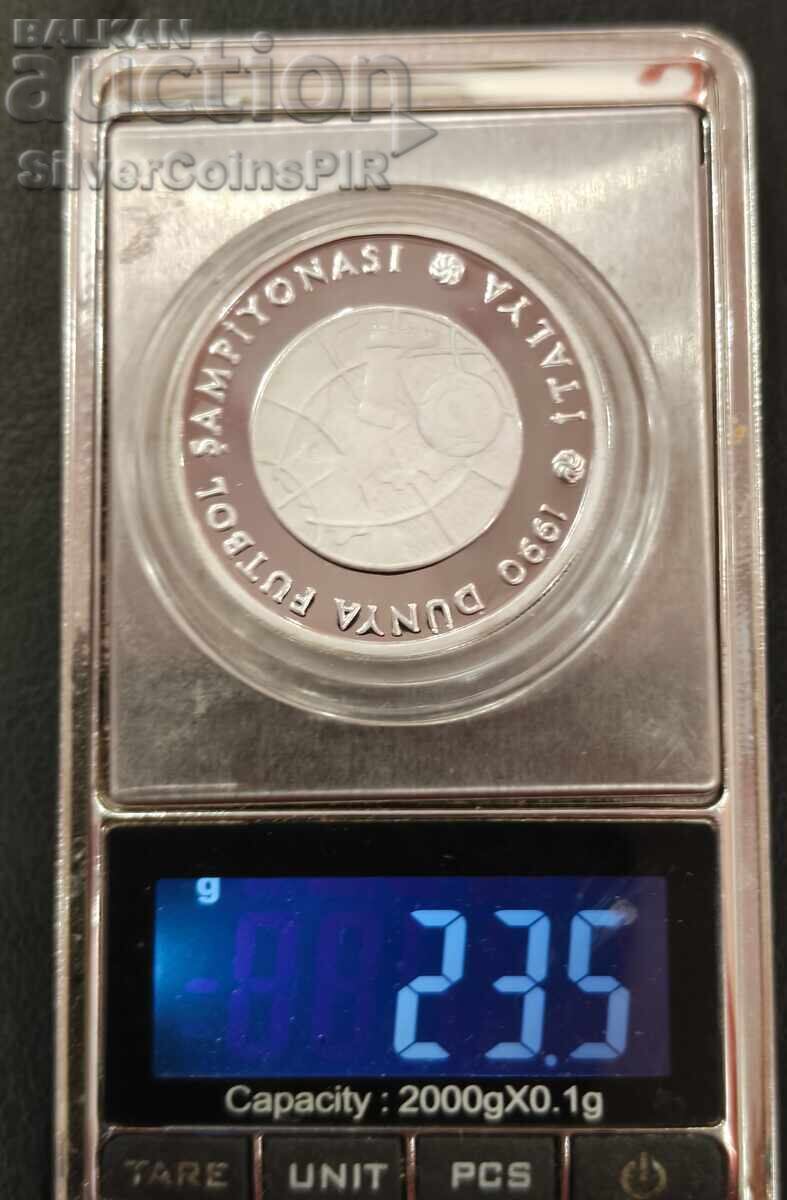 BALKAN
auction
SilverCoinsPIR
1990 DÜNYA FUTBOL ŞAMPİYONASI
İTALYA
g
23.5
Capacity : 2000gX0.1g
TARE UNIT PCS